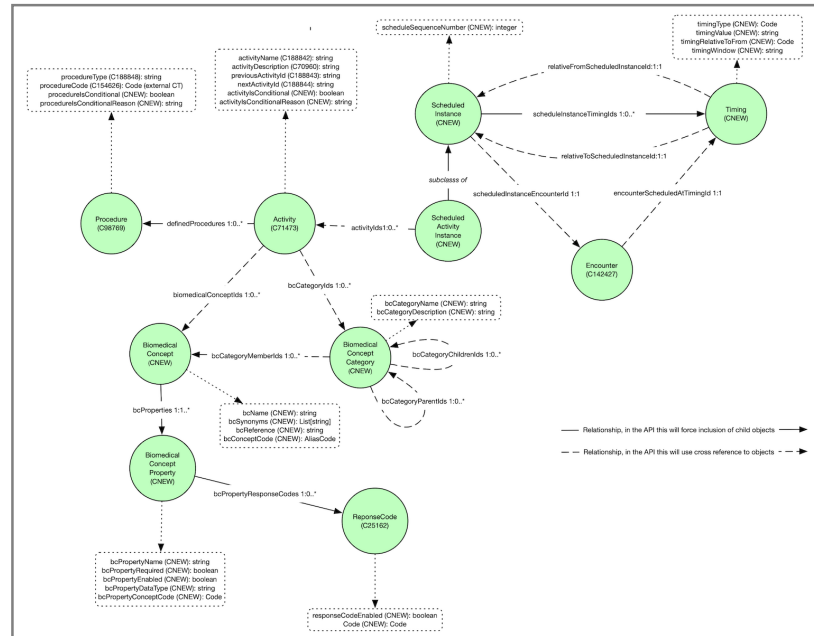 scheduleSequenceNumber (CNEW): integer
timingType (CNEW): Code
timingValue (CNEW): string
timingRelativeToFrom (CNEW): Code
timingWindow (CNEW): string
activityName (C188842): string
activityDescription (C70960): string
previousActivityId (C188843): string
nextActivityId (C188844): string
activityIsConditional (CNEW): boolean
activityIsConditionalReason (CNEW): string
procedureType (C188848): string
procedureCode (C154626): Code (external CT)
procedureIsConditional (CNEW): boolean
procedureIsConditionalReason (CNEW): string
relativeFromScheduledInstanceId:1:1
Scheduled
Instance
(CNEW)
scheduleInstanceTimingIds 1:0..*
Timing
(CNEW)
relativeToScheduledInstanceId:1:1
subclasss of
scheduledInstanceEncounterId 1:1
encounterScheduledAtTimingId 1:1
Procedure
(C98769)
definedProcedures 1:0..*
Activity
(C71473)
activityIds1:0..*
Scheduled
Activity
Instance
(CNEW)
Encounter
(C142427)
biomedicalConceptIds 1:0..*
bcCategoryIds 1:0..*
bcCategoryName (CNEW): string
bcCategoryDescription (CNEW): string
Biomedical
Concept
(CNEW)
bcCategoryMemberIds 1:0..*
Biomedical
Concept
Category
(CNEW)
bcCategoryChildrenIds 1:0..*
bcCategoryParentIds 1:0..*
bcProperties 1:1..*
bcName (CNEW): string
bcSynonyms (CNEW): List[string]
bcReference (CNEW): string
bcConceptCode (CNEW): AliasCode
Relationship, in the API this will force inclusion of child objects
Relationship, in the API this will use cross reference to objects
Biomedical
Concept
Property
(CNEW)
bcPropertyResponseCodes 1:0..*
ReponseCode
(C25162)
bcPropertyName (CNEW): string
bcPropertyRequired (CNEW): boolean
bcPropertyEnabled (CNEW): boolean
bcPropertyDataType (CNEW): string
bcPropertyConceptCode (CNEW): Code
responseCodeEnabled (CNEW): boolean
Code (CNEW): Code